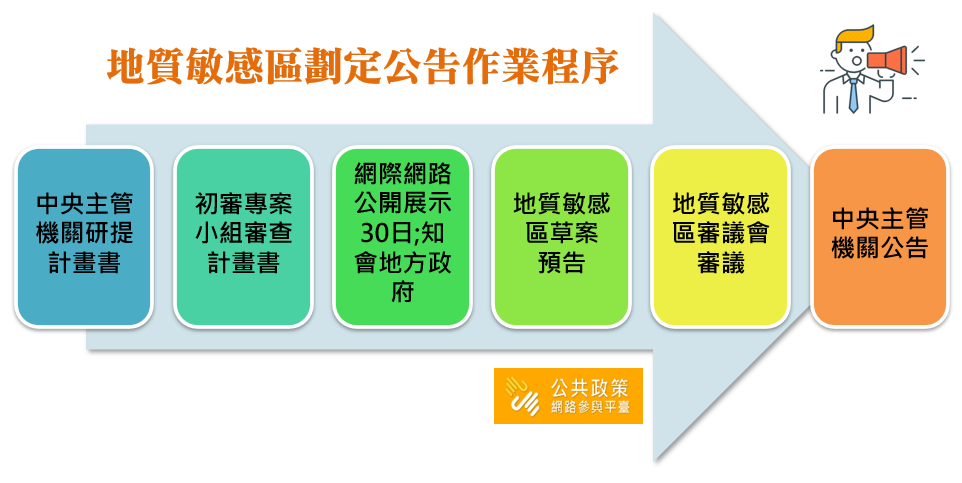 地質敏感區劃定公告作業程序
中央主管
機關研提
計畫書
初審專案
小組審查
計畫書
網際網路
公開展示
30日;知
會地方政
府
地質敏感
區草案
預告
地質敏感
區審議會
審議
中央主管
機關公告
公共政策
網路參與平臺